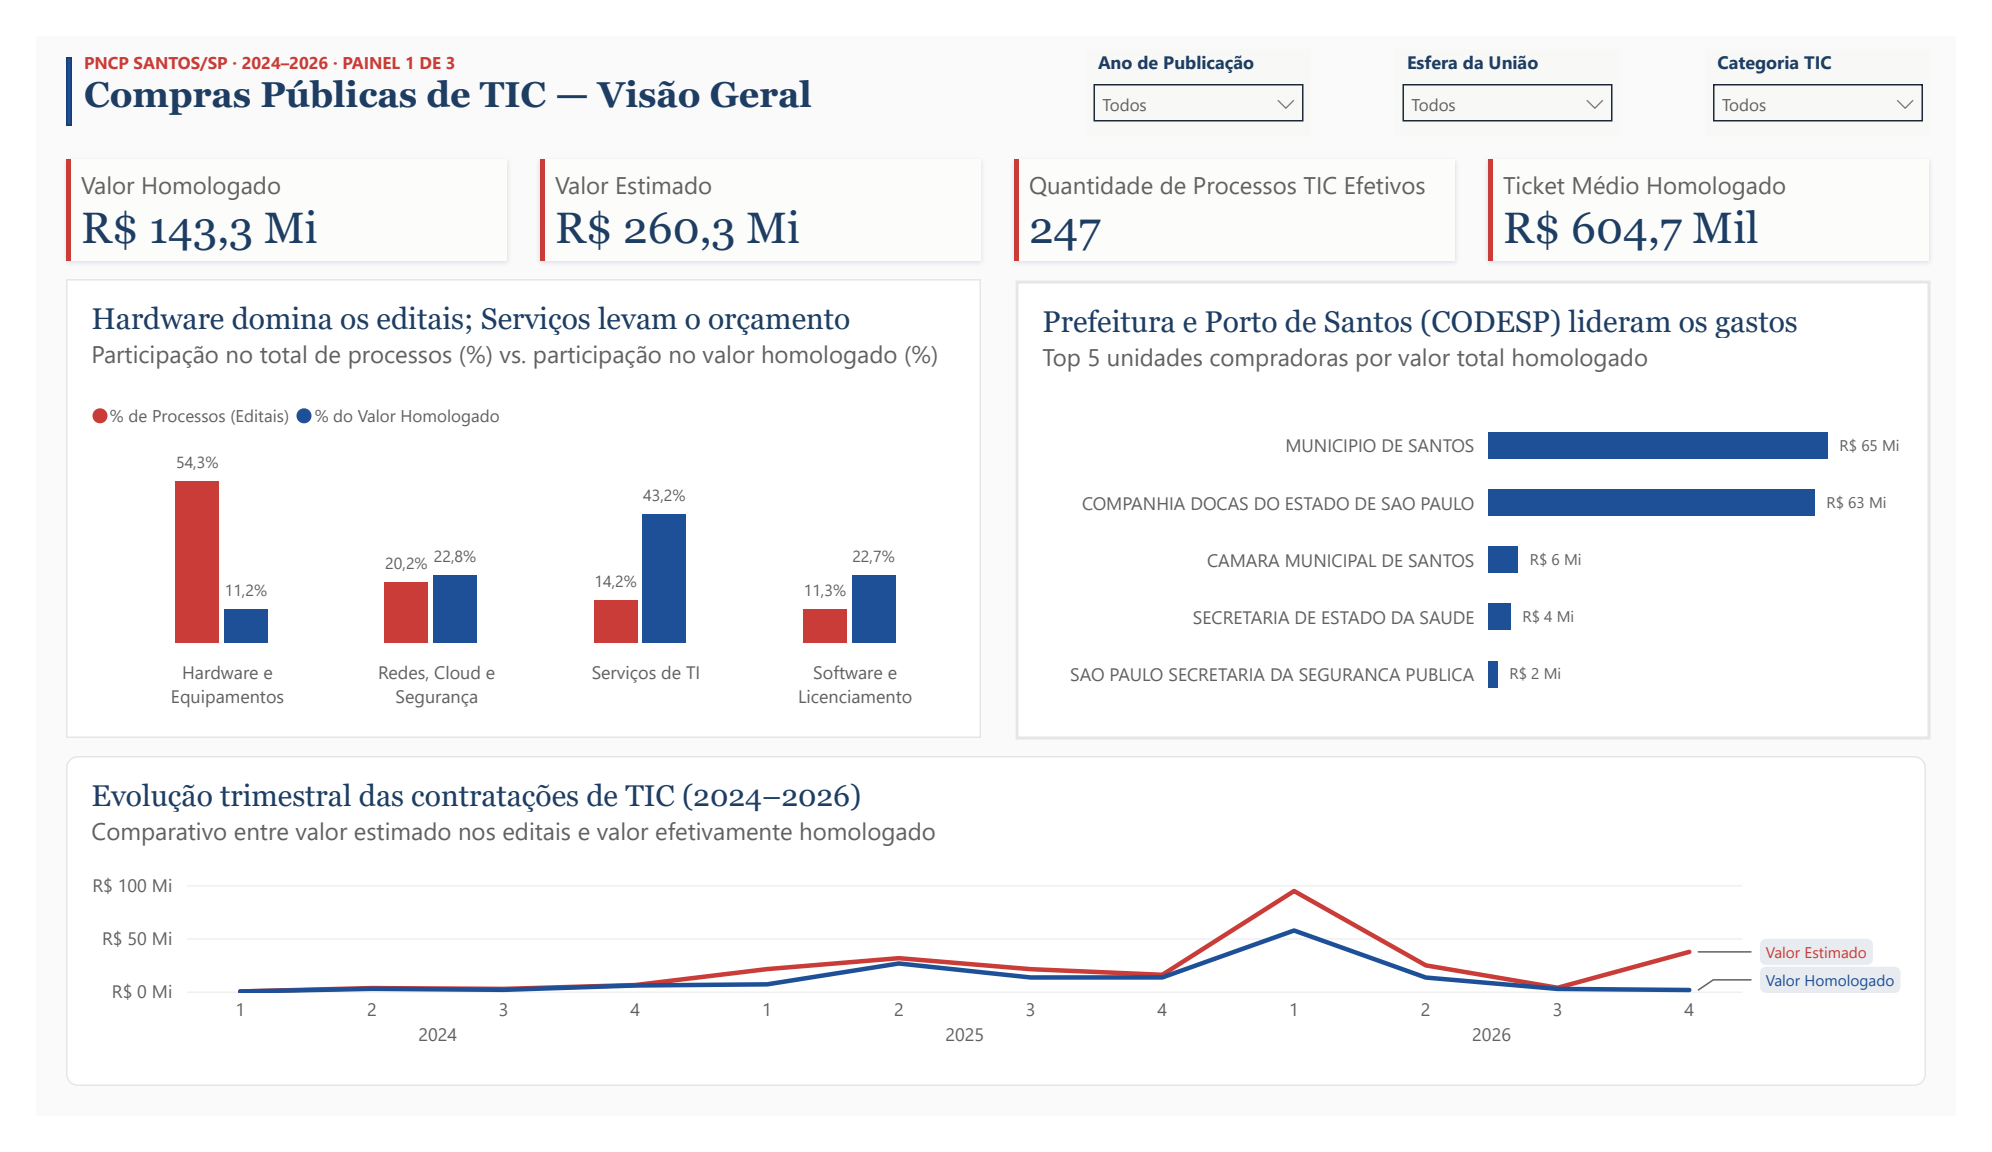 PNCP SANTOS/SP · 2024–2026 · PAINEL 1 DE 3
Compras Públicas de TIC — Visão Geral
Ano de Publicação
Todos
Esfera da União
Todos
Categoria TIC
Todos
Valor Homologado
R$ 143,3 Mi
Valor Estimado
R$ 260,3 Mi
Quantidade de Processos TIC Efetivos
247
Ticket Médio Homologado
R$ 604,7 Mil
Hardware domina os editais; Serviços levam o orçamento
Participação no total de processos (%) vs. participação no valor homologado (%)
% de Processos (Editais)
% do Valor Homologado
54,3%
11,2%
20,2%
22,8%
14,2%
43,2%
11,3%
22,7%
Hardware e
Equipamentos
Redes, Cloud e
Segurança
Serviços de TI
Software e
Licenciamento
Prefeitura e Porto de Santos (CODESP) lideram os gastos
Top 5 unidades compradoras por valor total homologado
MUNICIPIO DE SANTOS
R$ 65 Mi
COMPANHIA DOCAS DO ESTADO DE SAO PAULO
R$ 63 Mi
CAMARA MUNICIPAL DE SANTOS
R$ 6 Mi
SECRETARIA DE ESTADO DA SAUDE
R$ 4 Mi
SAO PAULO SECRETARIA DA SEGURANCA PUBLICA
R$ 2 Mi
Evolução trimestral das contratações de TIC (2024–2026)
Comparativo entre valor estimado nos editais e valor efetivamente homologado
R$ 100 Mi
R$ 50 Mi
R$ 0 Mi
Valor Estimado
Valor Homologado
1 2 3 4 1 2 3 4 1 2 3 4
2024 2025 2026